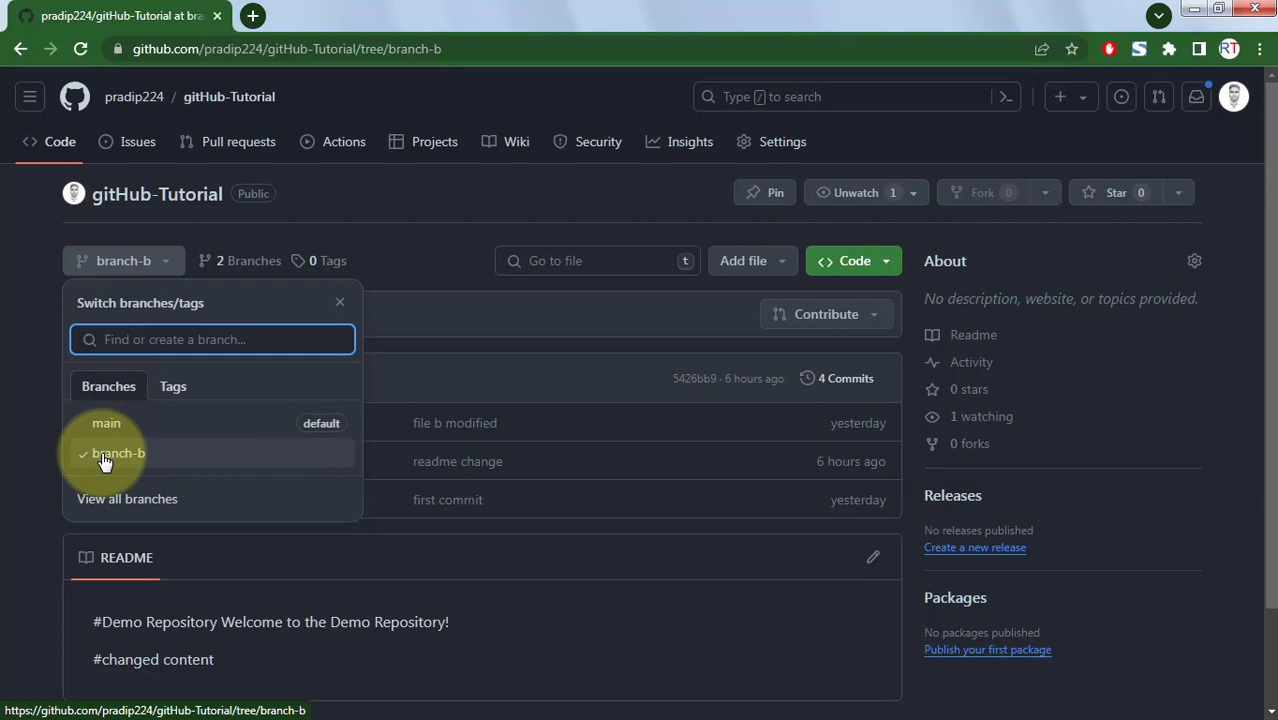 pradip224/gitHub-Tutorial at bra
github.com/pradip224/gitHub-Tutorial/tree/branch-b
RT
pradip224 / gitHub-Tutorial
Type / to search
Code
Issues
Pull requests
Actions
Projects
Wiki
Security
Insights
Settings
gitHub-Tutorial Public
Pin
Unwatch 1
Fork 0
Star 0
branch-b
2 Branches
0 Tags
Go to file t
Add file
Code
About
No description, website, or topics provided.
Readme
Activity
0 stars
1 watching
0 forks
Releases
No releases published
Create a new release
Packages
No packages published
Publish your first package
Switch branches/tags
Find or create a branch...
Branches
Tags
main default
branch-b
View all branches
Contribute
5426bb9 · 6 hours ago
4 Commits
file b modified yesterday
readme change 6 hours ago
first commit yesterday
README
#Demo Repository Welcome to the Demo Repository!
#changed content
https://github.com/pradip224/gitHub-Tutorial/tree/branch-b